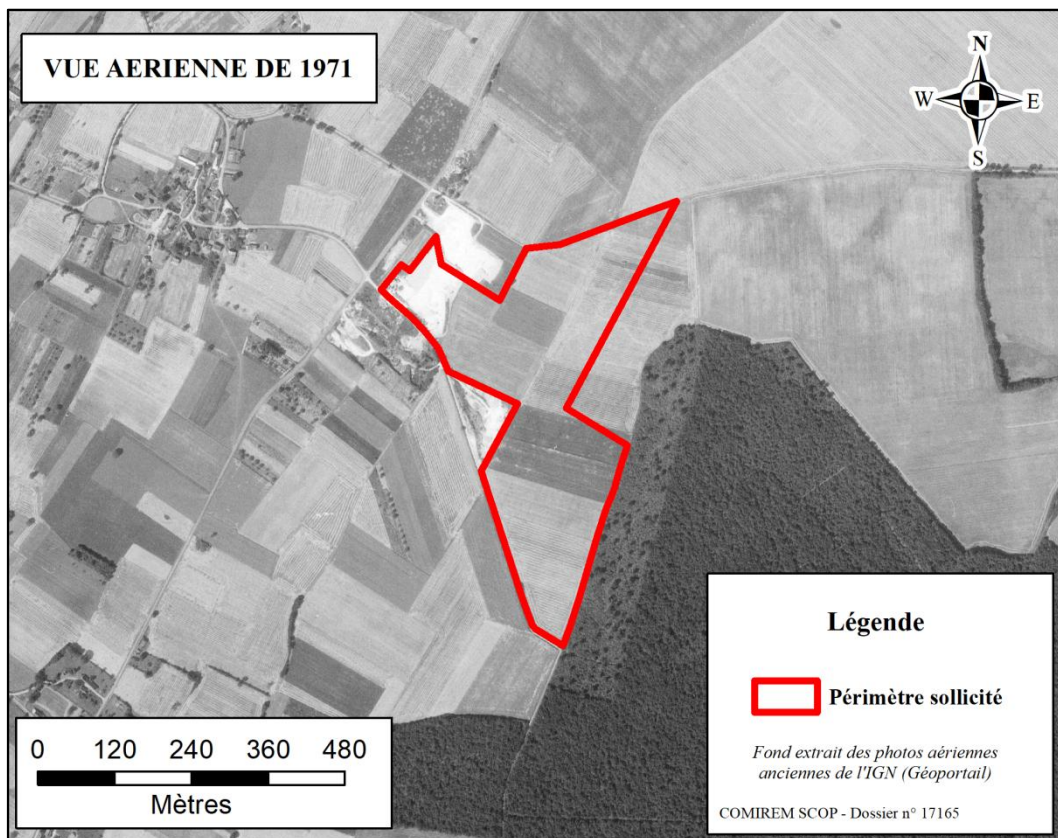 VUE AERIENNE DE 1971
N
W E
S
Légende
Périmètre sollicité
Fond extrait des photos aériennes
anciennes de l'IGN (Géoportail)
COMIREM SCOP - Dossier n° 17165
0 120 240 360 480
Mètres